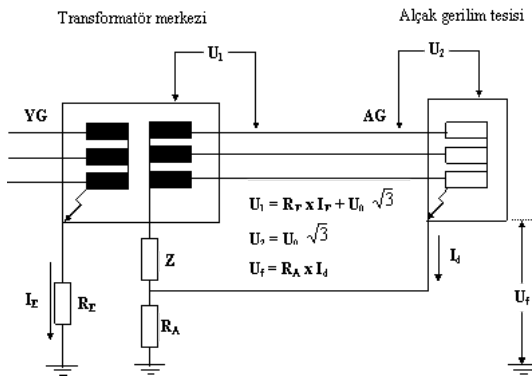 Transformatör merkezi
Alçak gerilim tesisi
U1
U2
YG
AG
U1 = RE x IE + U0 √3
U2 = U0 √3
Uf = RA x Id
Z
Id
IE
RE
RA
Uf